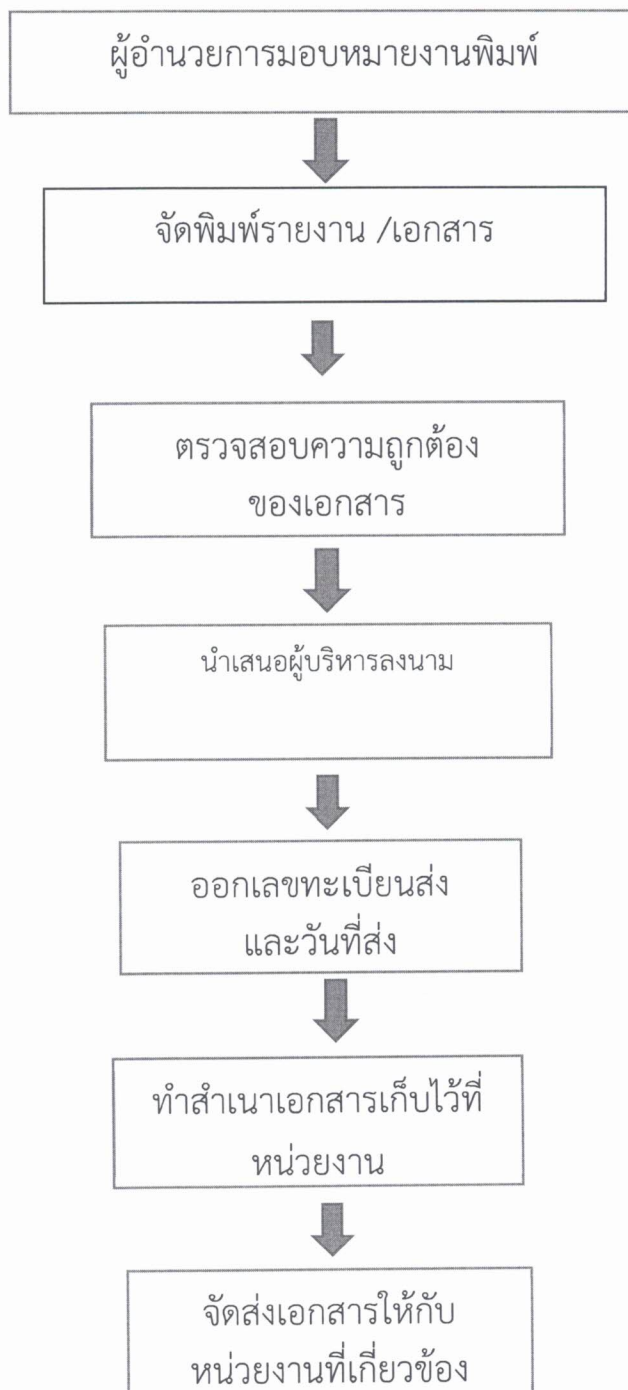 ผู้อำนวยการมอบหมายงานพิมพ์
จัดพิมพ์รายงาน /เอกสาร
ตรวจสอบความถูกต้อง
ของเอกสาร
นำเสนอผู้บริหารลงนาม
ออกเลขทะเบียนส่ง
และวันที่ส่ง
ทำสำเนาเอกสารเก็บไว้ที่
หน่วยงาน
จัดส่งเอกสารให้กับ
หน่วยงานที่เกี่ยวข้อง